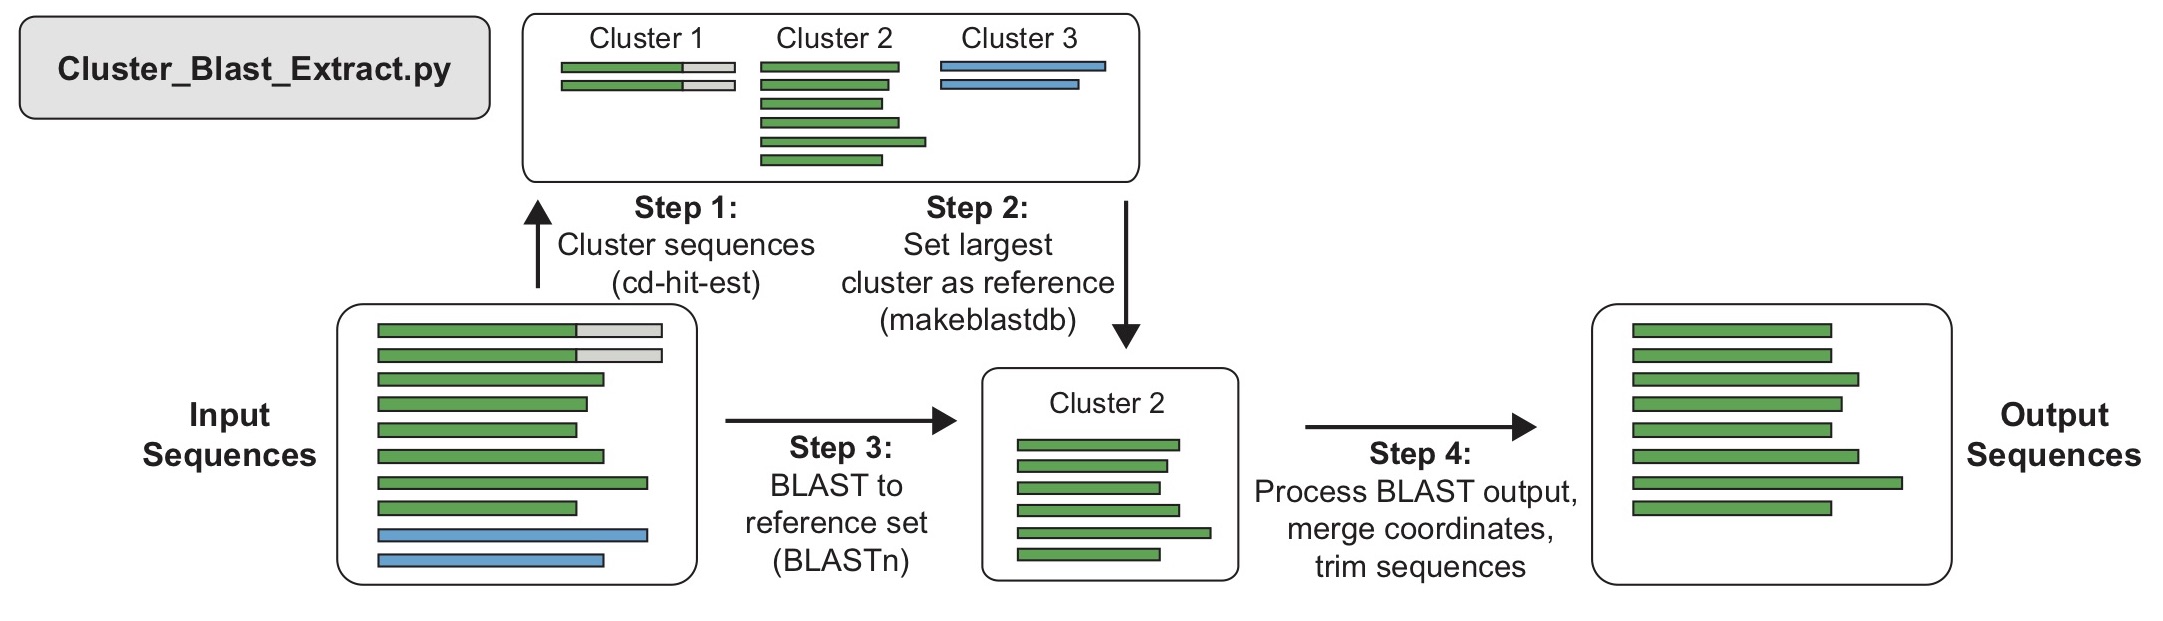 Cluster_Blast_Extract.py
Cluster 1
Cluster 2
Cluster 3
Step 1:
Cluster sequences
(cd-hit-est)
Step 2:
Set largest
cluster as reference
(makeblastdb)
Input
Sequences
Step 3:
BLAST to
reference set
(BLASTn)
Cluster 2
Step 4:
Process BLAST output,
merge coordinates,
trim sequences
Output
Sequences